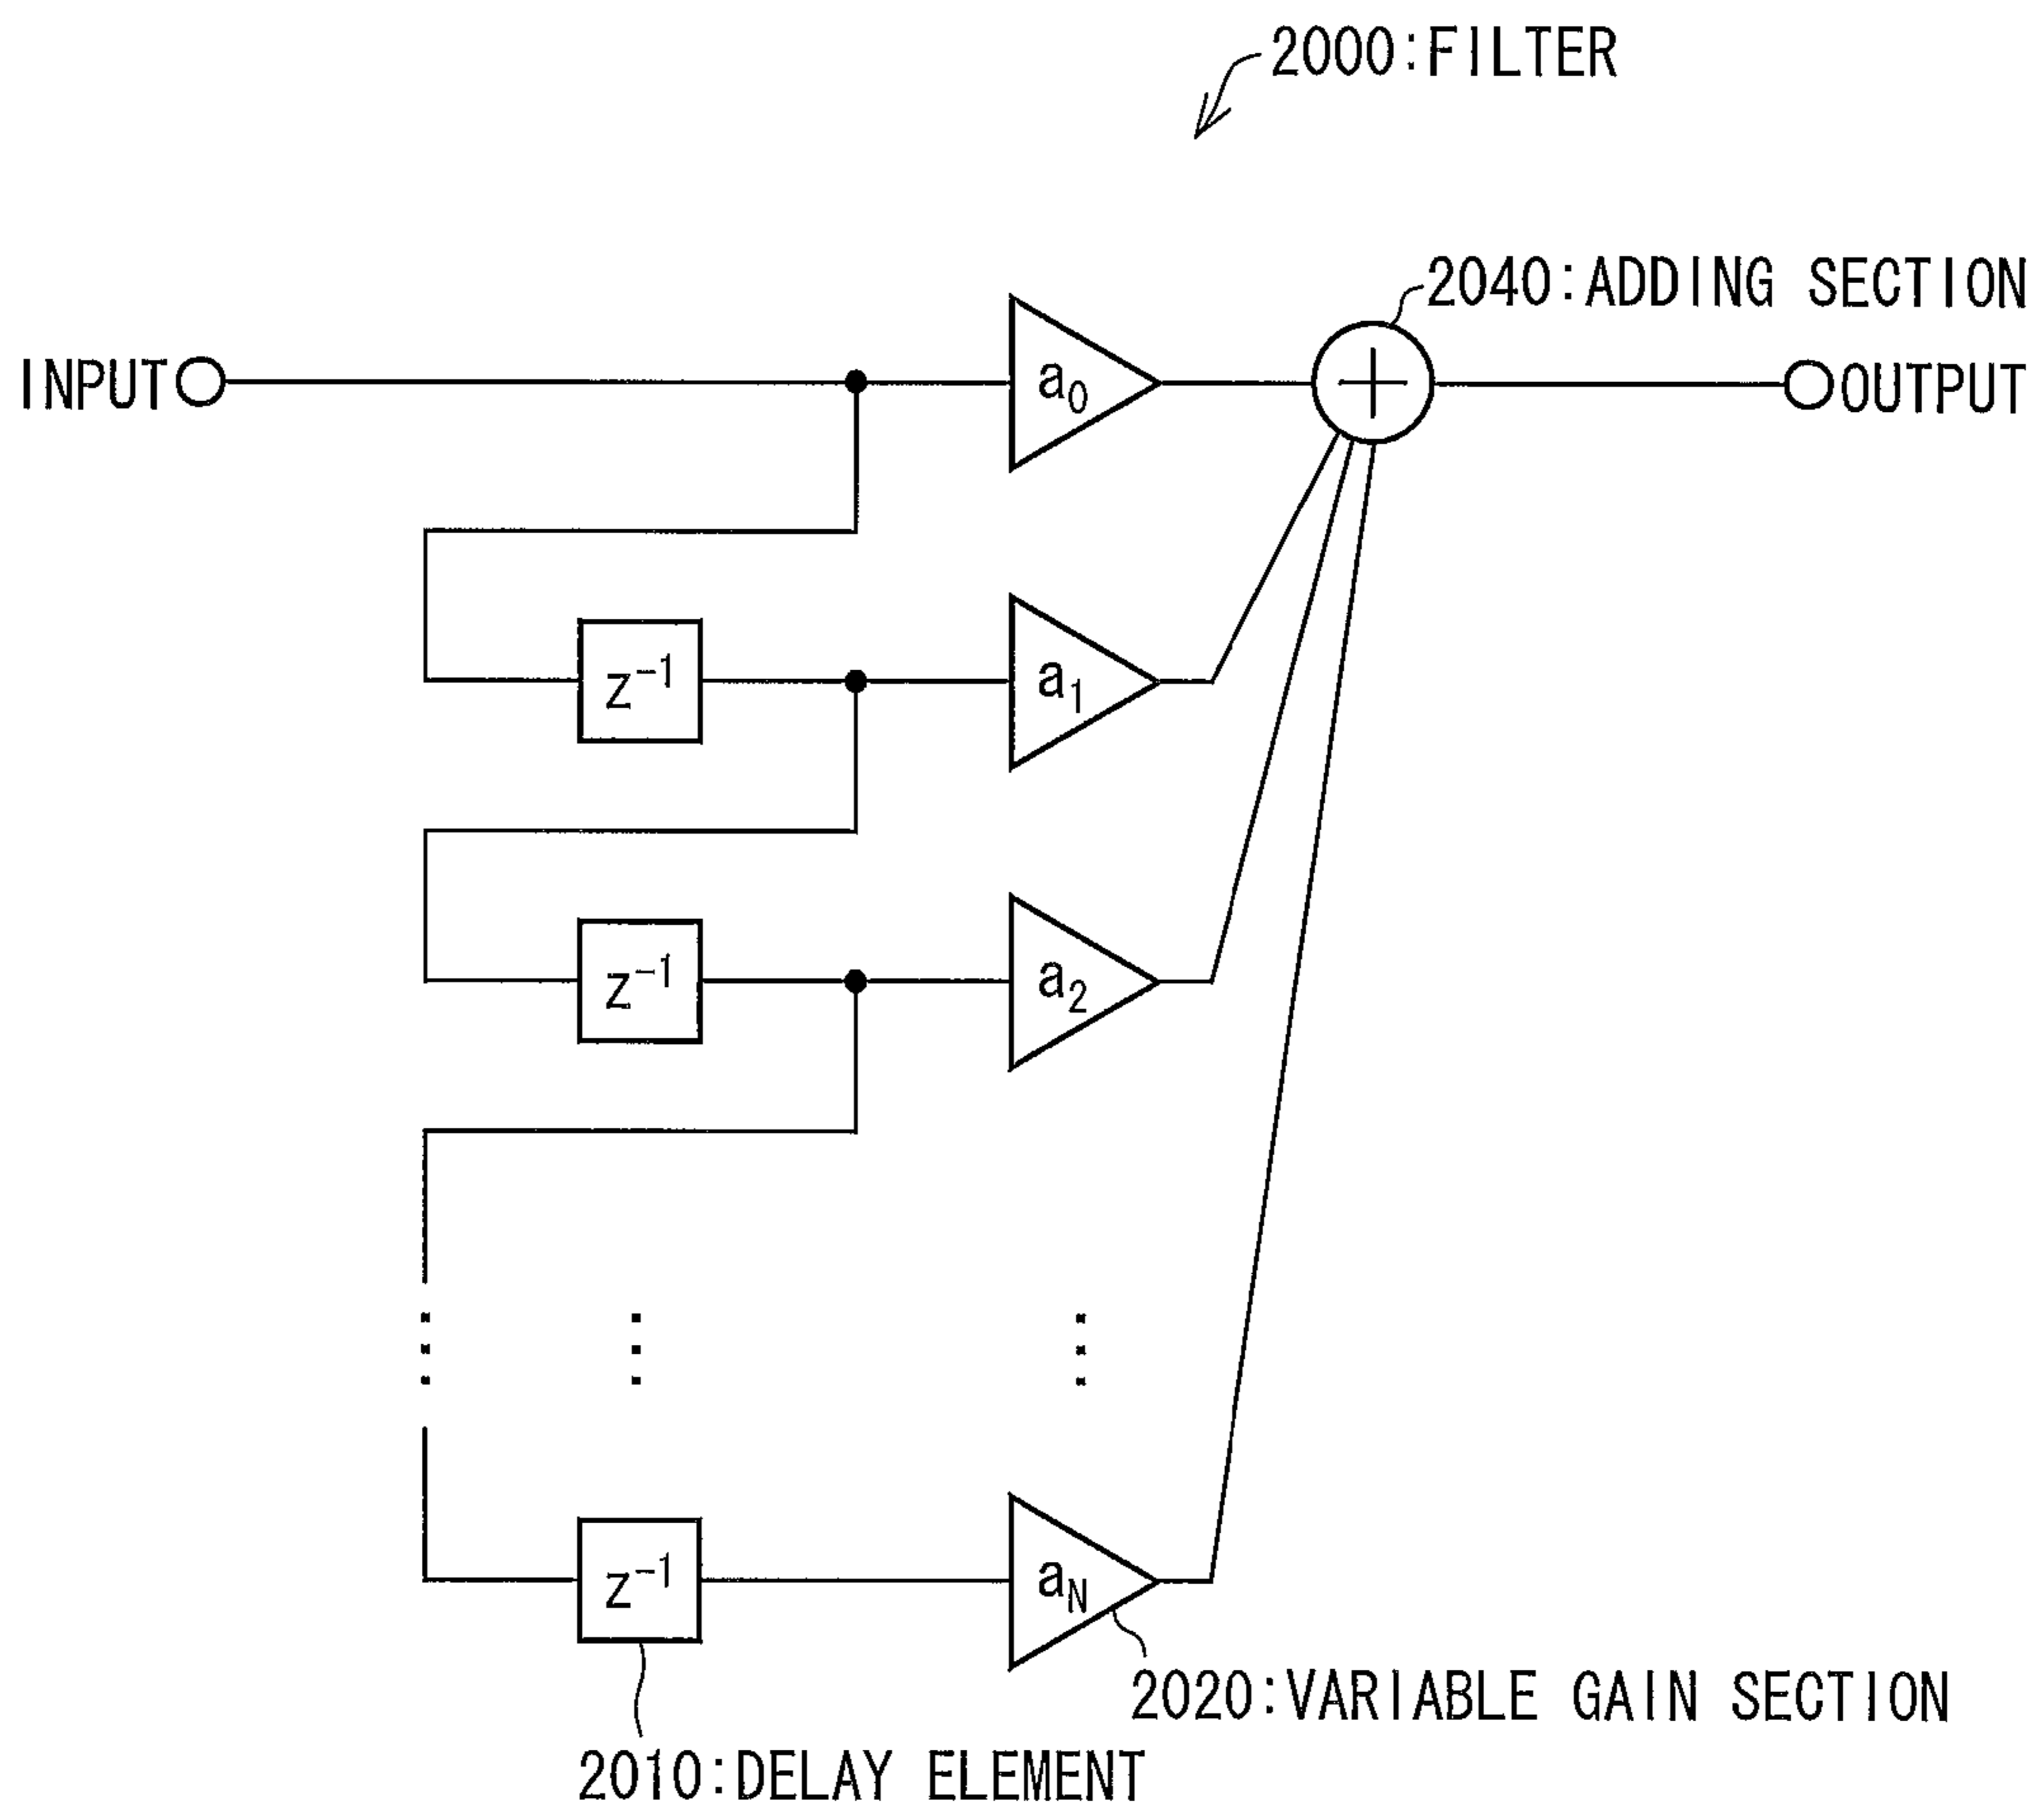 2000:FILTER
2040:ADDING SECTION
INPUT
a0
OUTPUT
z−1
a1
z−1
a2
z−1
aN
2020:VARIABLE GAIN SECTION
2010:DELAY ELEMENT